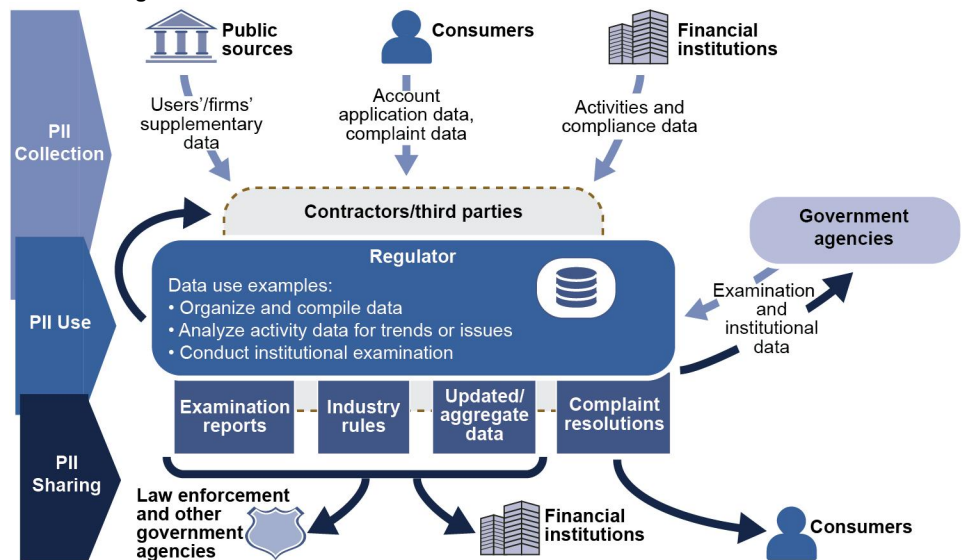 Public
sources
Consumers
Financial
institutions
Users'/firms'
supplementary
data
Account
application data,
complaint data
Activities and
compliance data
PII
Collection
Contractors/third parties
Government
agencies
Regulator
Data use examples:
• Organize and compile data
• Analyze activity data for trends or issues
• Conduct institutional examination
Examination
and
institutional
data
PII Use
Examination
reports
Industry
rules
Updated/
aggregate
data
Complaint
resolutions
PII
Sharing
Law enforcement
and other
government
agencies
Financial
institutions
Consumers